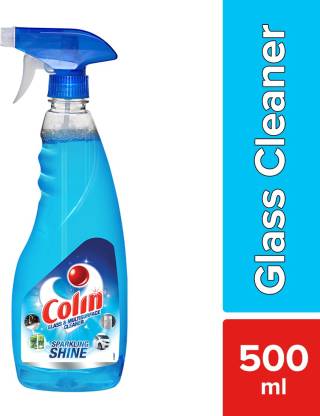 Colin
GLASS & MULTISURFACE
CLEANER
SPARKLING
SHINE
Glass Cleaner
500
ml